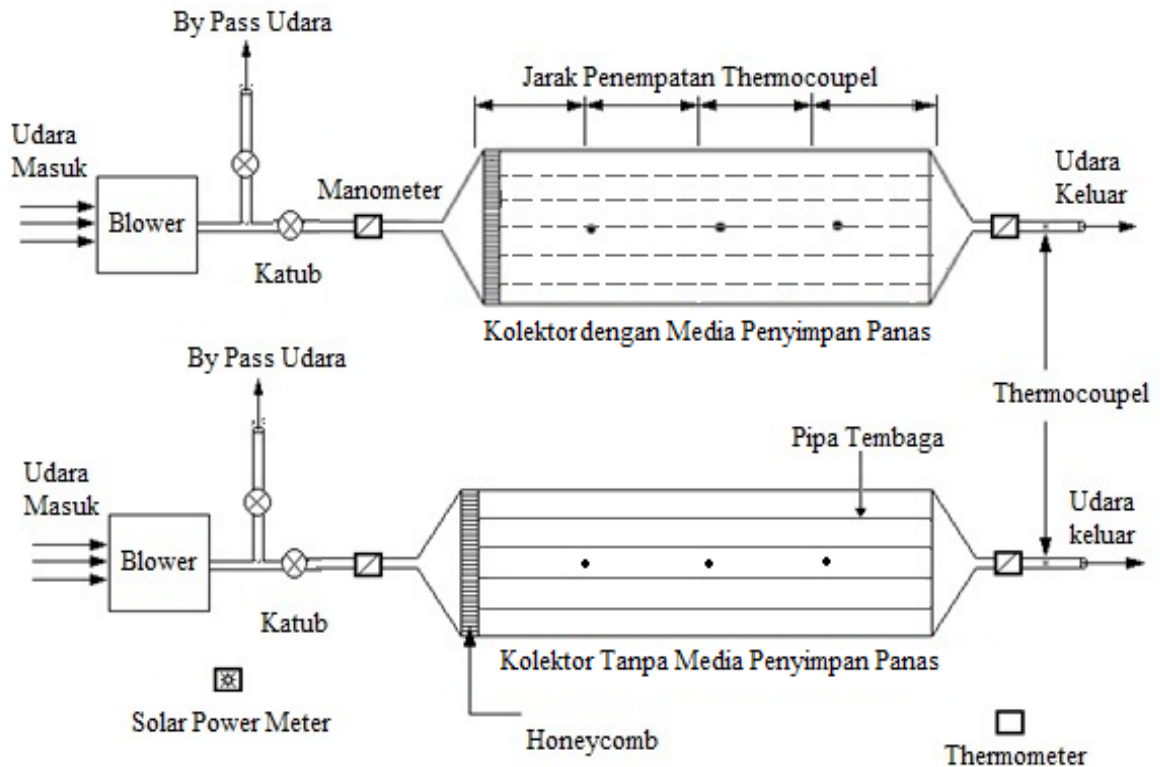 By Pass Udara
Jarak Penempatan Thermocoupel
Udara
Masuk
Blower
Manometer
Katub
Udara
Keluar
Kolektor dengan Media Penyimpan Panas
By Pass Udara
Thermocoupel
Pipa Tembaga
Udara
Masuk
Blower
Katub
Udara
keluar
Kolektor Tanpa Media Penyimpan Panas
Solar Power Meter
Honeycomb
Thermometer